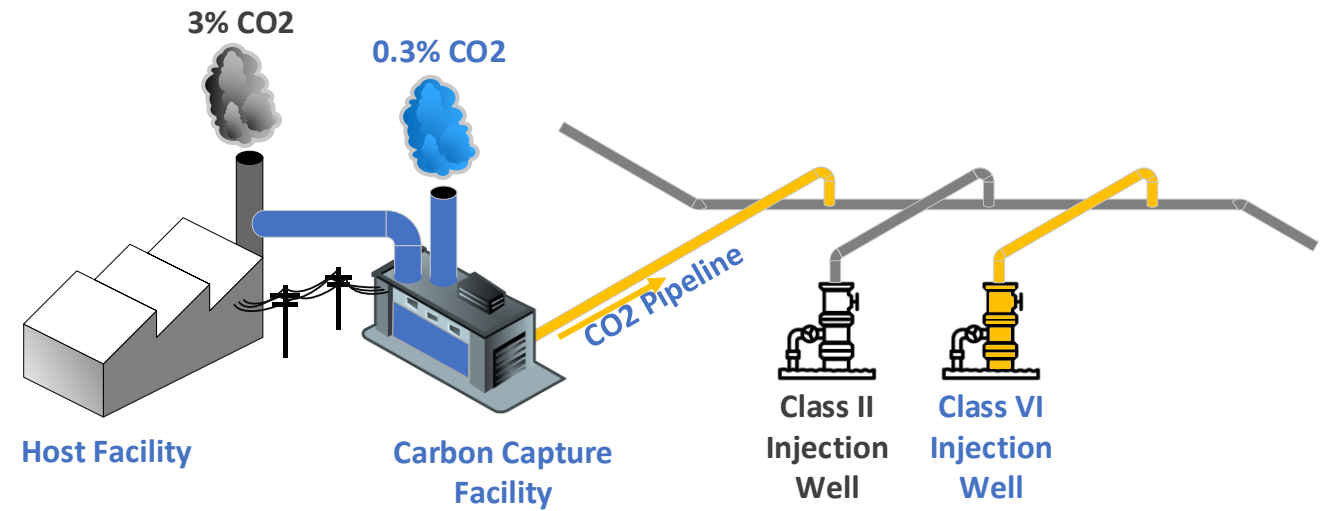 3% CO2
0.3% CO2
CO2 Pipeline
Host Facility
Carbon Capture
Facility
Class II
Injection
Well
Class VI
Injection
Well